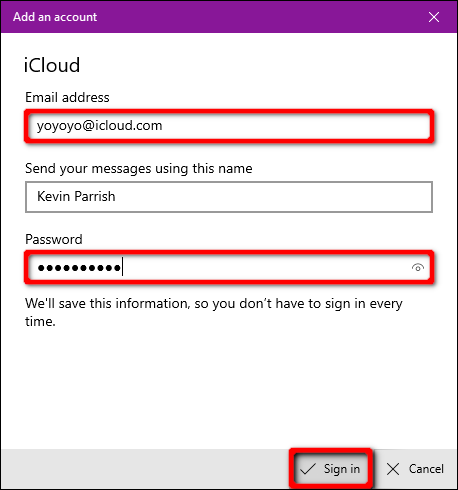 Add an account
iCloud
Email address
yoyoyo@icloud.com
Send your messages using this name
Kevin Parrish
Password
●●●●●●●●●●
We'll save this information, so you don't have to sign in every
time.
Sign in Cancel